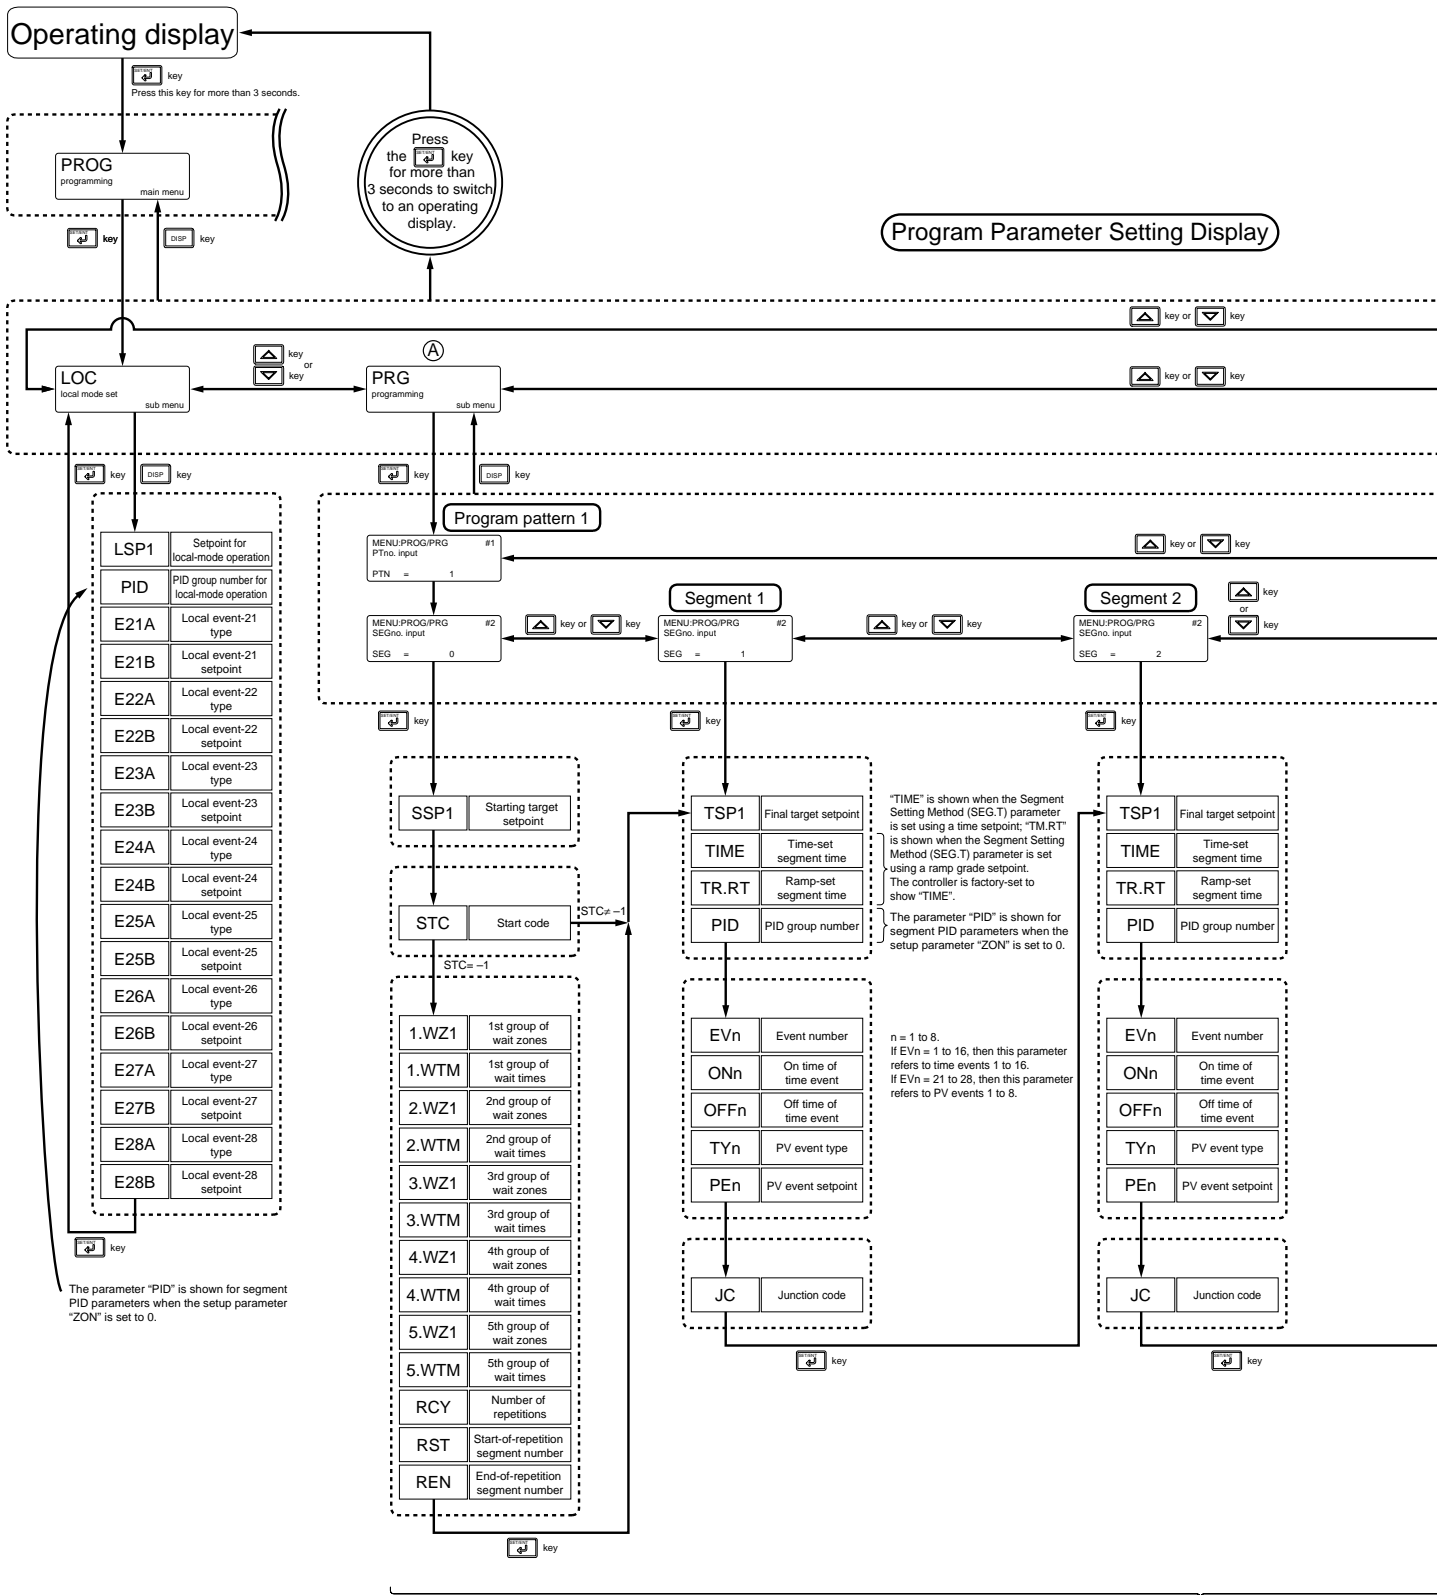 Operating display
SET/ENT
key
Press this key for more than 3 seconds.
PROG
programming
main menu
SET/ENT
key
DISP
key
Press
the SET/ENT key
for more than
3 seconds to switch
to an operating
display.
Program Parameter Setting Display
key or key
LOC
local mode set
sub menu
key
or
key
A
PRG
programming
sub menu
key or key
SET/ENT
key
DISP
key
SET/ENT
key
DISP
key
Program pattern 1
MENU:PROG/PRG #1
PTno. input
PTN = 1
key or key
MENU:PROG/PRG #2
SEGno. input
SEG = 0
key or key
Segment 1
MENU:PROG/PRG #2
SEGno. input
SEG = 1
key or key
Segment 2
MENU:PROG/PRG #2
SEGno. input
SEG = 2
key
or
key
LSP1 Setpoint for
local-mode operation
PID PID group number for
local-mode operation
E21A Local event-21
type
E21B Local event-21
setpoint
E22A Local event-22
type
E22B Local event-22
setpoint
E23A Local event-23
type
E23B Local event-23
setpoint
E24A Local event-24
type
E24B Local event-24
setpoint
E25A Local event-25
type
E25B Local event-25
setpoint
E26A Local event-26
type
E26B Local event-26
setpoint
E27A Local event-27
type
E27B Local event-27
setpoint
E28A Local event-28
type
E28B Local event-28
setpoint
SET/ENT
key
The parameter “PID” is shown for segment
PID parameters when the setup parameter
“ZON” is set to 0.
SET/ENT
key
SSP1 Starting target
setpoint
STC Start code
STC≠ –1
STC= –1
1.WZ1 1st group of
wait zones
1.WTM 1st group of
wait times
2.WZ1 2nd group of
wait zones
2.WTM 2nd group of
wait times
3.WZ1 3rd group of
wait zones
3.WTM 3rd group of
wait times
4.WZ1 4th group of
wait zones
4.WTM 4th group of
wait times
5.WZ1 5th group of
wait zones
5.WTM 5th group of
wait times
RCY Number of
repetitions
RST Start-of-repetition
segment number
REN End-of-repetition
segment number
SET/ENT
key
SET/ENT
key
TSP1 Final target setpoint
TIME Time-set
segment time
TR.RT Ramp-set
segment time
PID PID group number
“TIME” is shown when the Segment
Setting Method (SEG.T) parameter
is set using a time setpoint; “TM.RT”
is shown when the Segment Setting
Method (SEG.T) parameter is set
using a ramp grade setpoint.
The controller is factory-set to
show “TIME”.
The parameter “PID” is shown for
segment PID parameters when the
setup parameter “ZON” is set to 0.
EVn Event number
ONn On time of
time event
OFFn Off time of
time event
TYn PV event type
PEn PV event setpoint
n = 1 to 8.
If EVn = 1 to 16, then this parameter
refers to time events 1 to 16.
If EVn = 21 to 28, then this parameter
refers to PV events 1 to 8.
JC Junction code
SET/ENT
key
SET/ENT
key
TSP1 Final target setpoint
TIME Time-set
segment time
TR.RT Ramp-set
segment time
PID PID group number
EVn Event number
ONn On time of
time event
OFFn Off time of
time event
TYn PV event type
PEn PV event setpoint
JC Junction code
SET/ENT
key